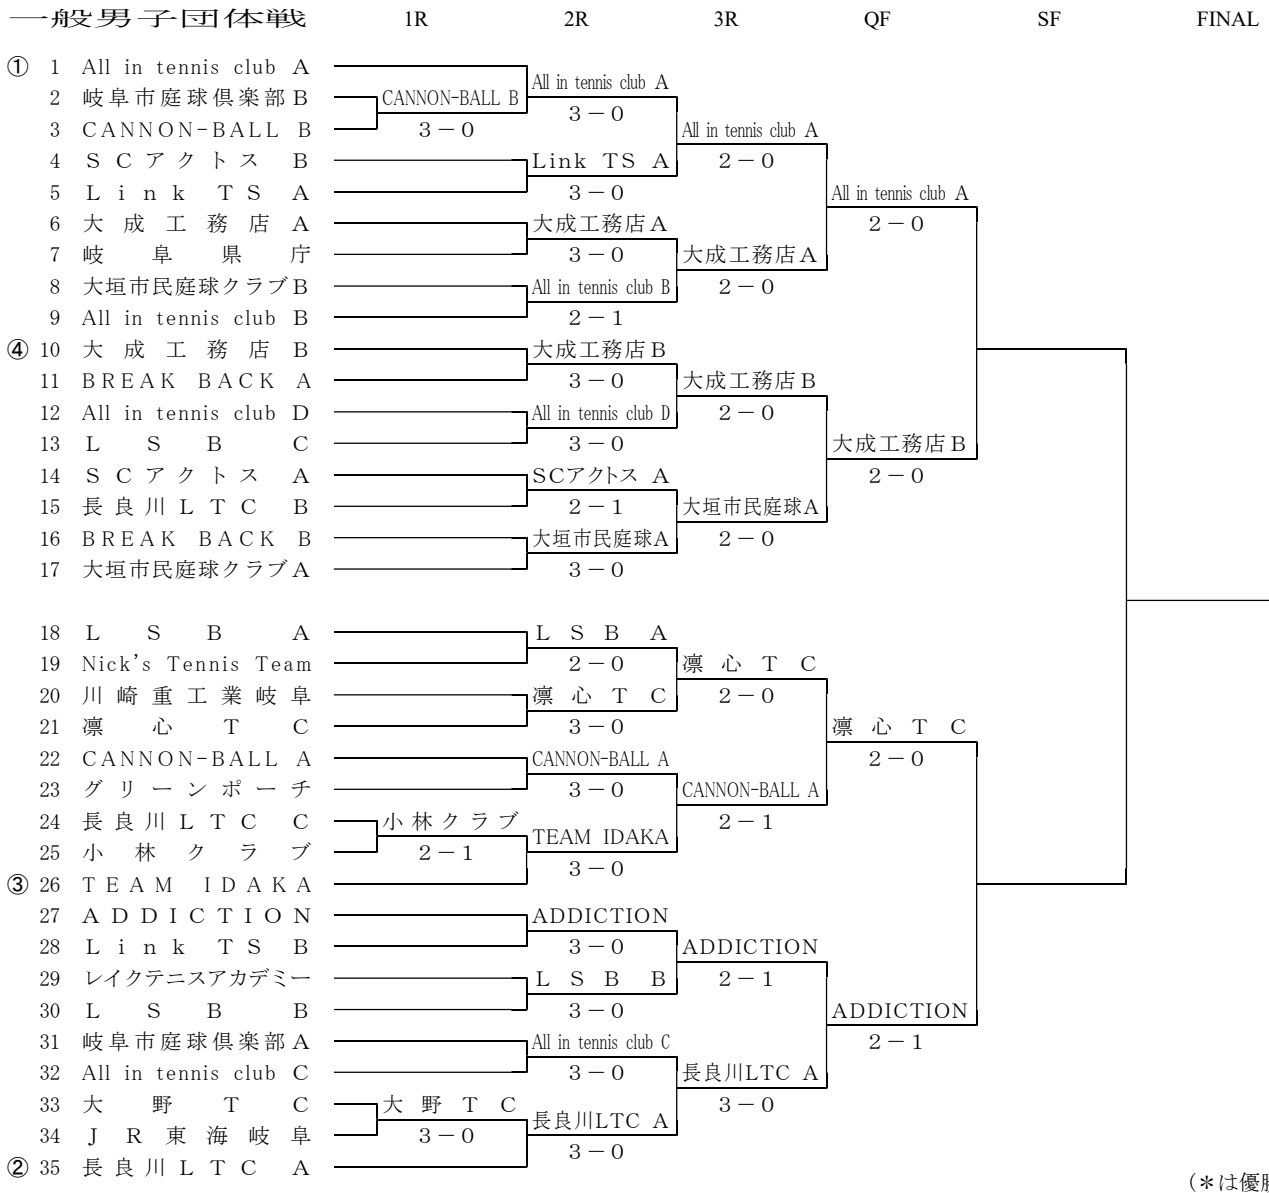 一般男子団体戦 1R 2R 3R QF SF FINAL
① 1 All in tennis club A
All in tennis club A
2 岐阜市庭球倶楽部B CANNON-BALL B
3－0
3 CANNON-BALL B 3－0 All in tennis club A
4 SCアクトス B Link TS A 2－0
5 Link TS A 3－0 All in tennis club A
6 大成工務店A 大成工務店A 2－0
7 岐阜県庁 3－0 大成工務店A
8 大垣市民庭球クラブB All in tennis club B 2－0
9 All in tennis club B 2－1
④ 10 大成工務店B 大成工務店B
11 BREAK BACK A 3－0 大成工務店B
12 All in tennis club D All in tennis club D 2－0
13 LSB C 3－0 大成工務店B
14 SCアクトス A SCアクトス A 2－0
15 長良川LTC B 2－1 大垣市民庭球A
16 BREAK BACK B 大垣市民庭球A 2－0
17 大垣市民庭球クラブA 3－0
18 LSB A LSB A
19 Nick's Tennis Team 2－0 凛心TC
20 川崎重工業岐阜 凛心TC 2－0
21 凛心TC 3－0 凛心TC
22 CANNON-BALL A CANNON-BALL A 2－0
23 グリーンポーチ 3－0 CANNON-BALL A
24 長良川LTC C 小林クラブ 2－1
TEAM IDAKA
25 小林クラブ 2－1
3－0
③ 26 TEAM IDAKA
27 ADDICTION ADDICTION
28 Link TS B 3－0 ADDICTION
29 レイクテニスアカデミー LSB B 2－1
30 LSB B 3－0 ADDICTION
31 岐阜市庭球倶楽部A All in tennis club C 2－1
32 All in tennis club C 3－0 長良川LTC A
33 大野TC 大野TC 3－0
長良川LTC A
34 JR東海岐阜 3－0
3－0
② 35 長良川LTC A
(＊は優勝